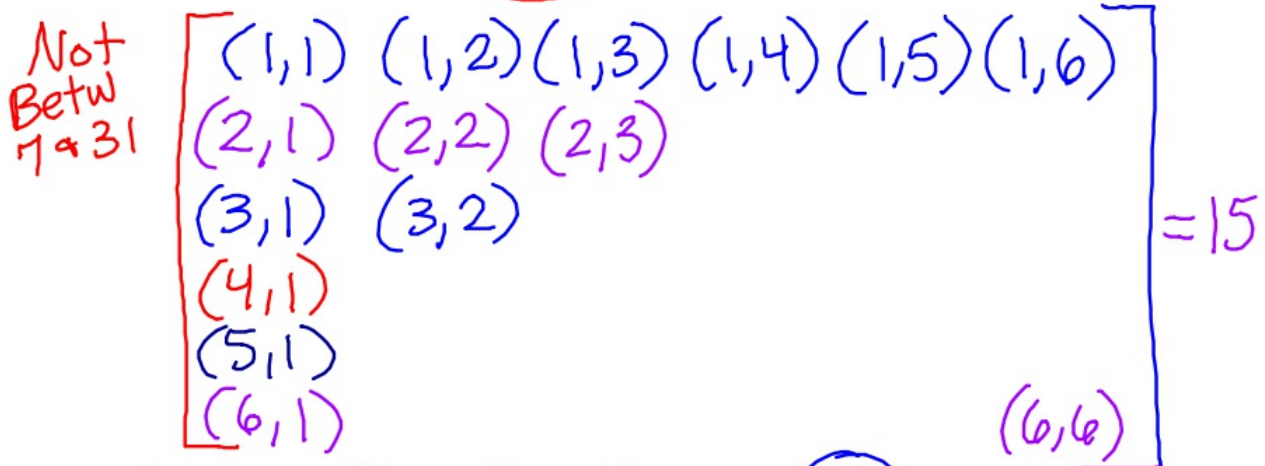 Not
Betw
7 & 31
(1,1) (1,2) (1,3) (1,4) (1,5) (1,6)
(2,1) (2,2) (2,3)
(3,1) (3,2)
(4,1)
(5,1)
(6,1) (6,6)
= 15